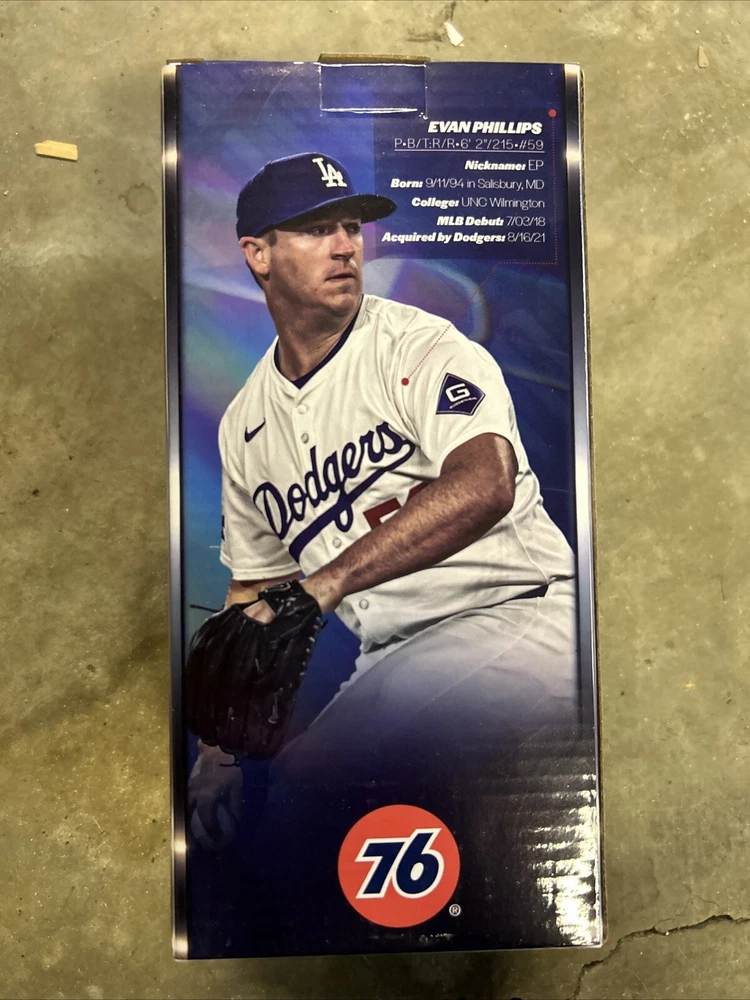 EVAN PHILLIPS
P•B/T:R/R•6' 2"/215•#59
Nickname: EP
Born: 9/11/94 in Salisbury, MD
College: UNC Wilmington
MLB Debut: 7/03/18
Acquired by Dodgers: 8/16/21
LA
G
Dodgers
5
76
®